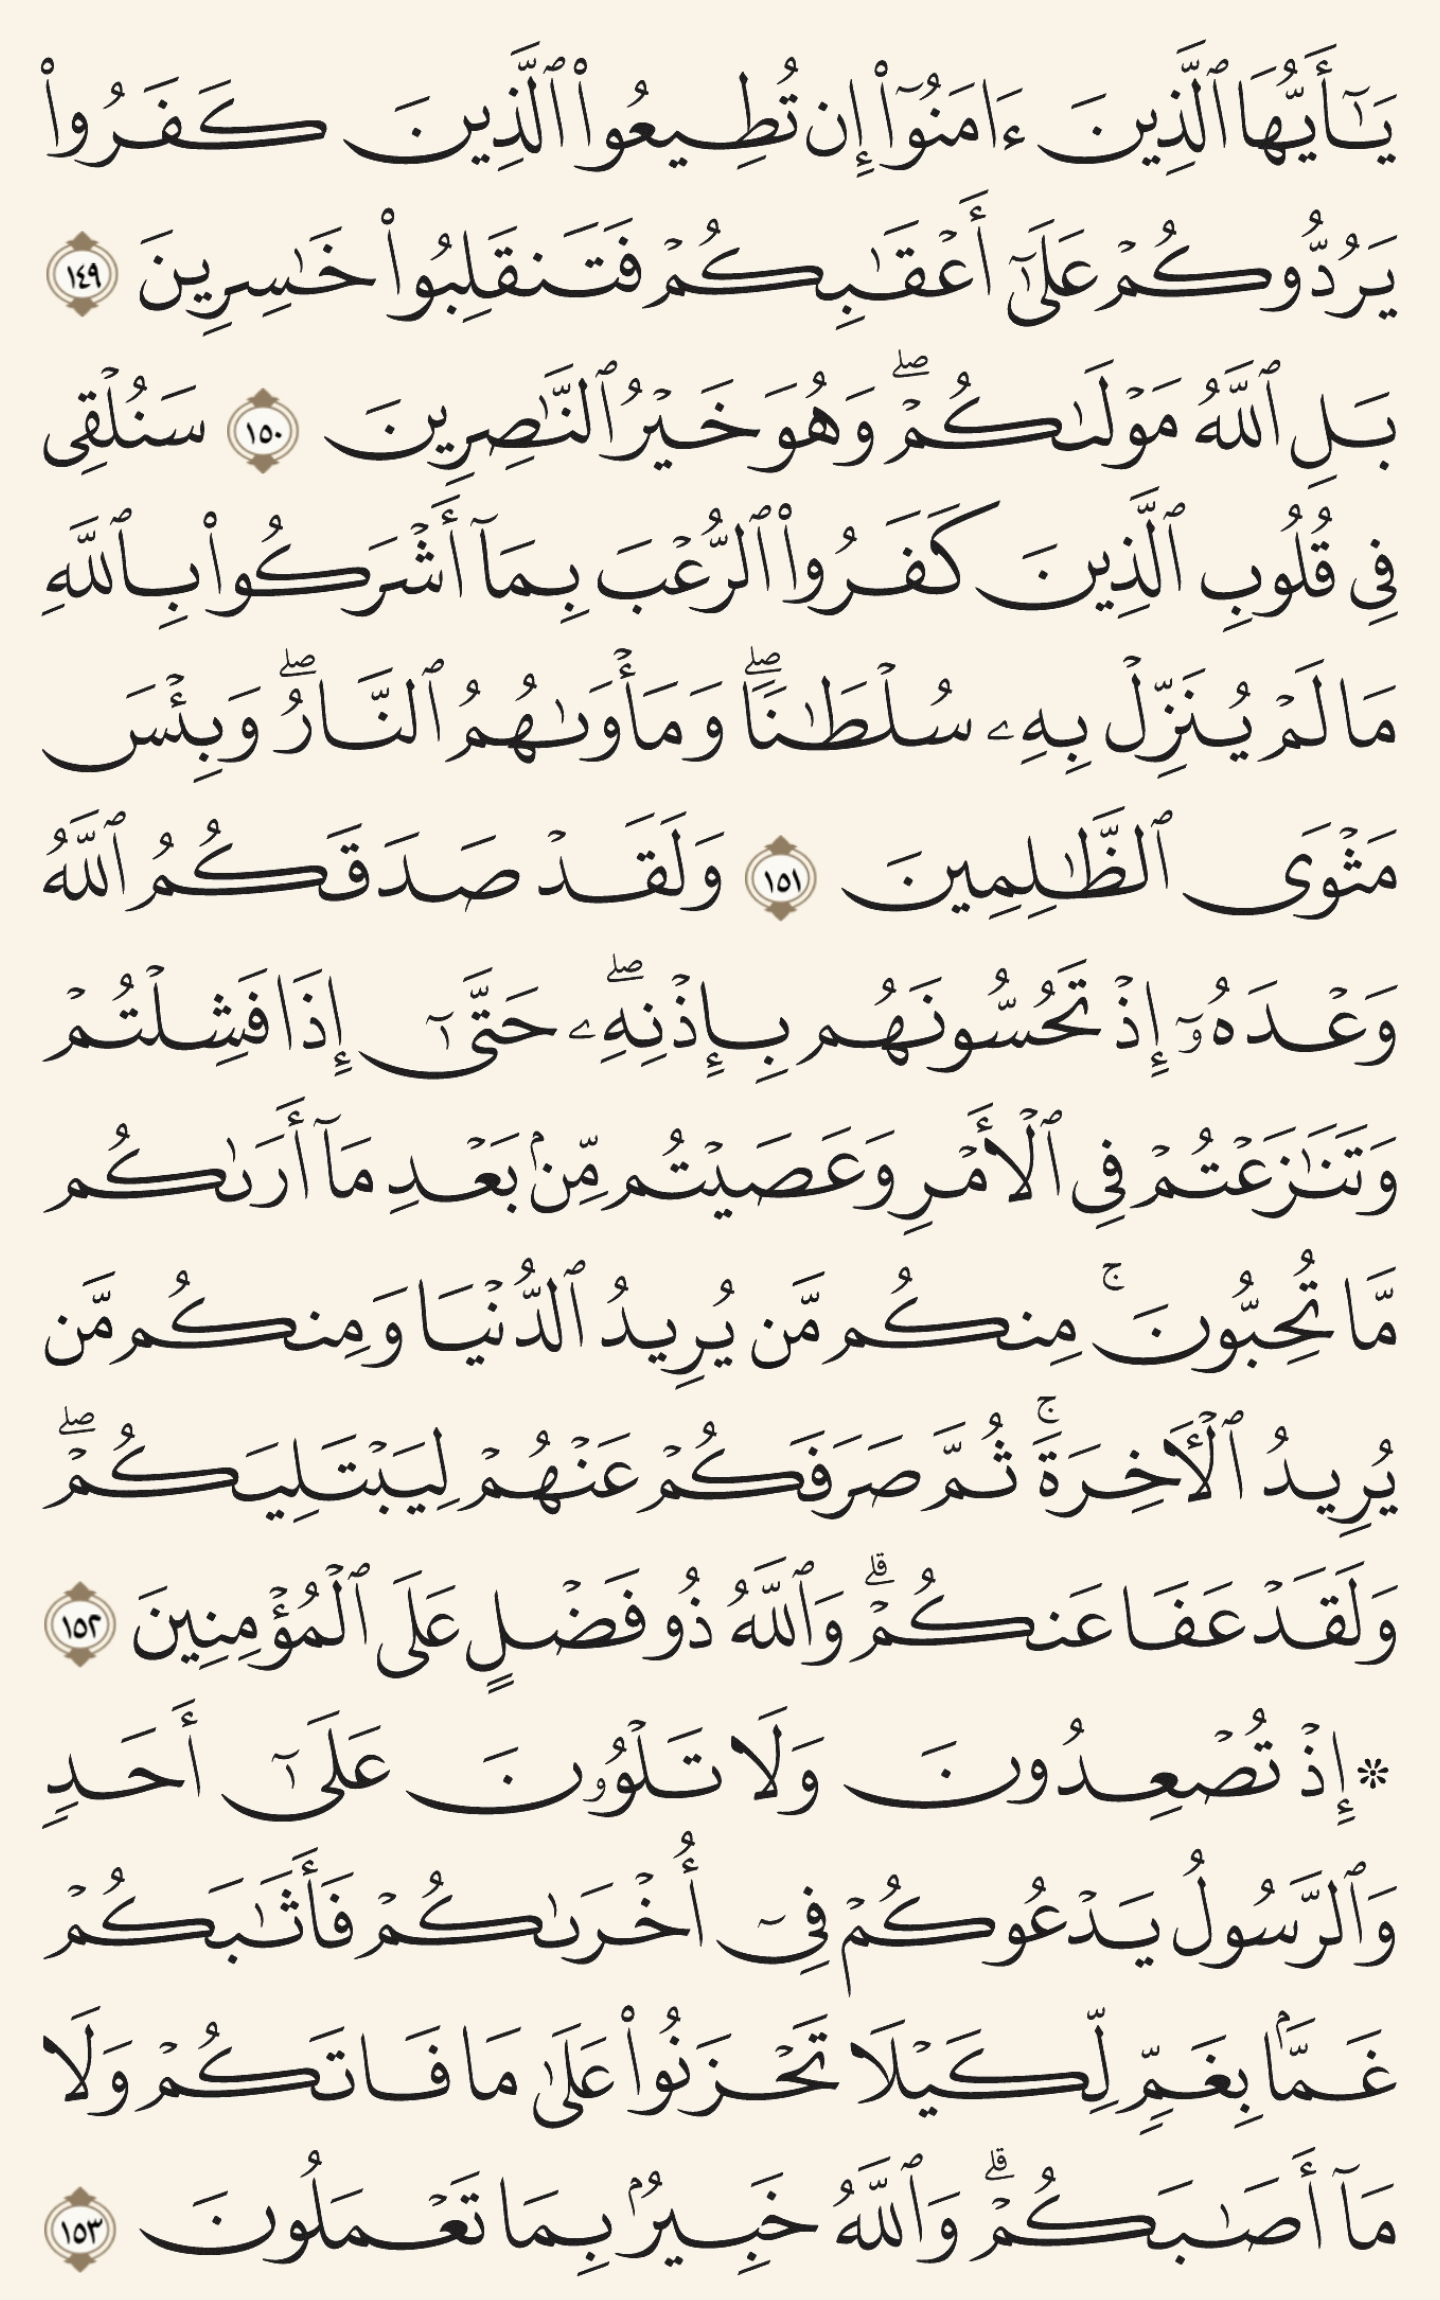 يَـٰٓأَيُّهَا ٱلَّذِينَ ءَامَنُوٓا۟ إِن تُطِيعُوا۟ ٱلَّذِينَ كَفَرُوا۟
يَرُدُّوكُمْ عَلَىٰٓ أَعْقَـٰبِكُمْ فَتَنقَلِبُوا۟ خَـٰسِرِينَ ١٤٩
بَلِ ٱللَّهُ مَوْلَىٰكُمْ ۖ وَهُوَ خَيْرُ ٱلنَّـٰصِرِينَ ١٥٠ سَنُلْقِى
فِى قُلُوبِ ٱلَّذِينَ كَفَرُوا۟ ٱلرُّعْبَ بِمَآ أَشْرَكُوا۟ بِٱللَّهِ
مَا لَمْ يُنَزِّلْ بِهِۦ سُلْطَـٰنًا ۖ وَمَأْوَىٰهُمُ ٱلنَّارُ ۖ وَبِئْسَ
مَثْوَى ٱلظَّـٰلِمِينَ ١٥١ وَلَقَدْ صَدَقَكُمُ ٱللَّهُ
وَعْدَهُۥٓ إِذْ تَحُسُّونَهُم بِإِذْنِهِۦ ۖ حَتَّىٰٓ إِذَا فَشِلْتُمْ
وَتَنَـٰزَعْتُمْ فِى ٱلْأَمْرِ وَعَصَيْتُم مِّنۢ بَعْدِ مَآ أَرَىٰكُم
مَّا تُحِبُّونَ ۚ مِنكُم مَّن يُرِيدُ ٱلدُّنْيَا وَمِنكُم مَّن
يُرِيدُ ٱلْـَٔاخِرَةَ ۚ ثُمَّ صَرَفَكُمْ عَنْهُمْ لِيَبْتَلِيَكُمْ ۖ
وَلَقَدْ عَفَا عَنكُمْ ۗ وَٱللَّهُ ذُو فَضْلٍ عَلَى ٱلْمُؤْمِنِينَ ١٥٢
* إِذْ تُصْعِدُونَ وَلَا تَلْوُۥنَ عَلَىٰٓ أَحَدٍ
وَٱلرَّسُولُ يَدْعُوكُمْ فِىٓ أُخْرَىٰكُمْ فَأَثَـٰبَكُمْ
غَمًّۢا بِغَمٍّ لِّكَيْلَا تَحْزَنُوا۟ عَلَىٰ مَا فَاتَكُمْ وَلَا
مَآ أَصَـٰبَكُمْ ۗ وَٱللَّهُ خَبِيرٌۢ بِمَا تَعْمَلُونَ ١٥٣